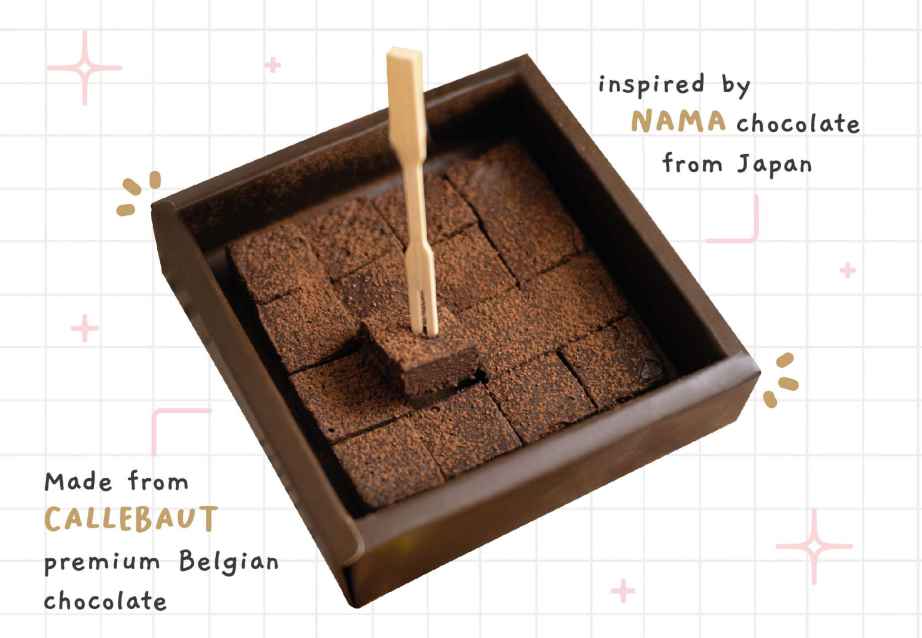 inspired by
NAMA chocolate
from Japan
Made from
CALLEBAUT
premium Belgian
chocolate